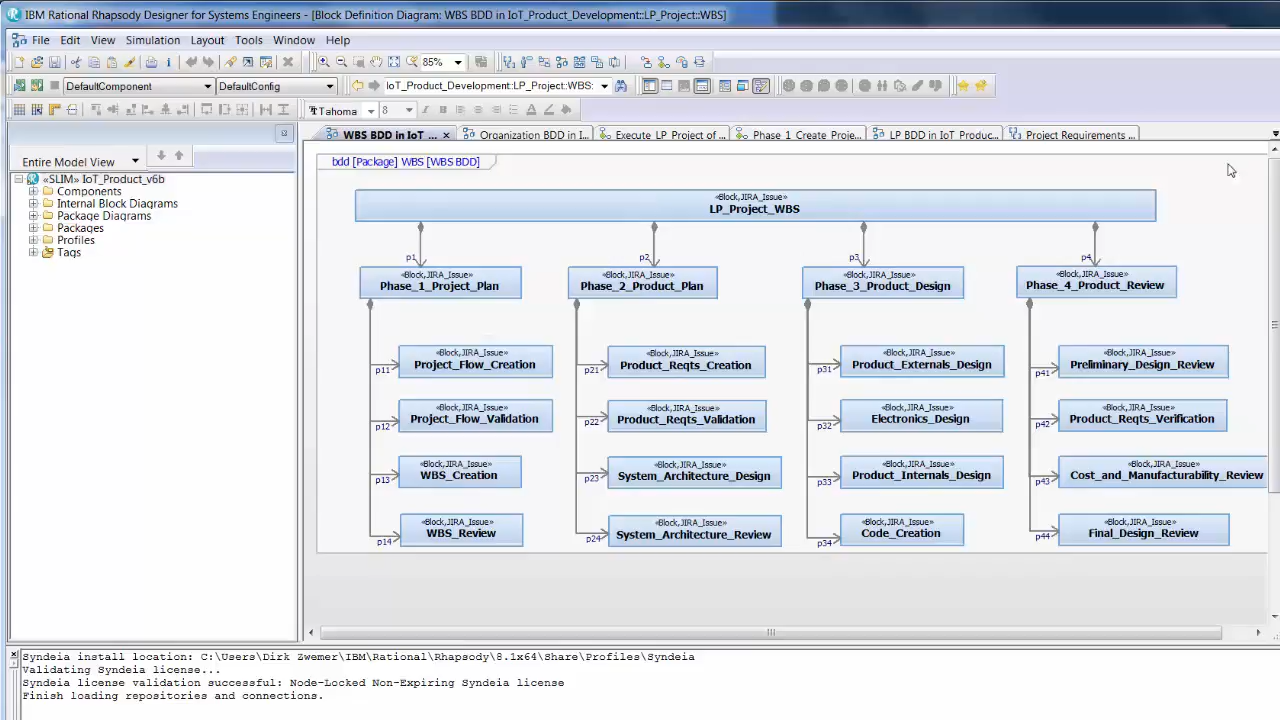 IBM Rational Rhapsody Designer for Systems Engineers - [Block Definition Diagram: WBS BDD in IoT_Product_Development::LP_Project::WBS]
File Edit View Simulation Layout Tools Window Help
85%
DefaultComponent DefaultConfig IoT_Product_Development::LP_Project::WBS:
Tahoma 8
WBS BDD in IoT ... × Organization BDD in I... Execute LP Project of ... Phase 1 Create Proje... LP BDD in IoT Produc... Project Requirements ...
Entire Model View
bdd [Package] WBS [WBS BDD]
«SLIM» IoT_Product_v6b
Components
Internal Block Diagrams
Package Diagrams
Packages
Profiles
Tags
«Block,JIRA_Issue»
LP_Project_WBS
p1 p2 p3 p4
«Block,JIRA_Issue» «Block,JIRA_Issue» «Block,JIRA_Issue» «Block,JIRA_Issue»
Phase_1_Project_Plan Phase_2_Product_Plan Phase_3_Product_Design Phase_4_Product_Review
«Block,JIRA_Issue» «Block,JIRA_Issue» «Block,JIRA_Issue» «Block,JIRA_Issue»
p11 Project_Flow_Creation p21 Product_Reqts_Creation p31 Product_Externals_Design p41 Preliminary_Design_Review
«Block,JIRA_Issue» «Block,JIRA_Issue» «Block,JIRA_Issue» «Block,JIRA_Issue»
p12 Project_Flow_Validation p22 Product_Reqts_Validation p32 Electronics_Design p42 Product_Reqts_Verification
«Block,JIRA_Issue» «Block,JIRA_Issue» «Block,JIRA_Issue» «Block,JIRA_Issue»
p13 WBS_Creation p23 System_Architecture_Design p33 Product_Internals_Design p43 Cost_and_Manufacturability_Review
«Block,JIRA_Issue» «Block,JIRA_Issue» «Block,JIRA_Issue» «Block,JIRA_Issue»
p14 WBS_Review p24 System_Architecture_Review p34 Code_Creation p44 Final_Design_Review
Syndeia install location: C:\Users\Dirk Zwemer\IBM\Rational\Rhapsody\8.1x64\Share\Profiles\Syndeia
Validating Syndeia license...
Syndeia license validation successful: Node-Locked Non-Expiring Syndeia license
Finish loading repositories and connections.